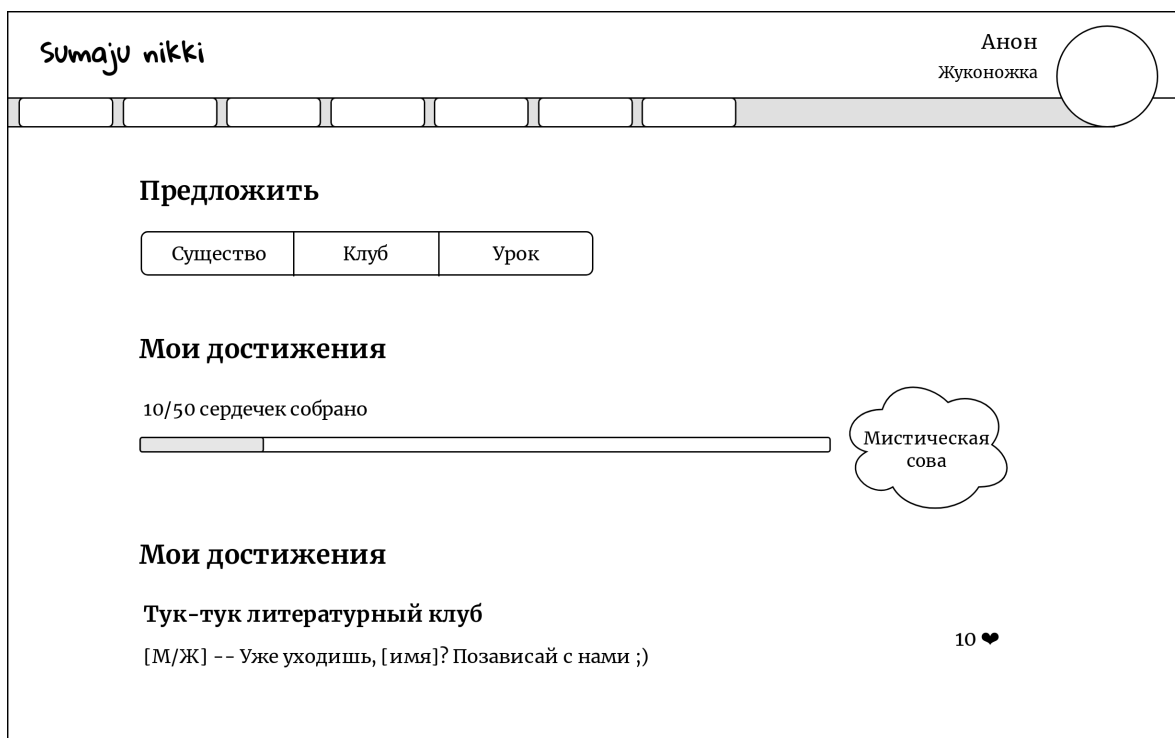 Sumaju nikki
Анон
Жуконожка
Предложить
Существо Клуб Урок
Мои достижения
10/50 сердечек собрано
Мистическая
сова
Мои достижения
Тук-тук литературный клуб
10 ❤
[М/Ж] -- Уже уходишь, [имя]? Позависай с нами ;)